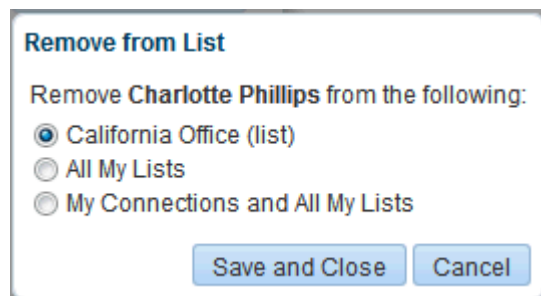 Remove from List
Remove Charlotte Phillips from the following:
California Office (list)
All My Lists
My Connections and All My Lists
Save and Close Cancel